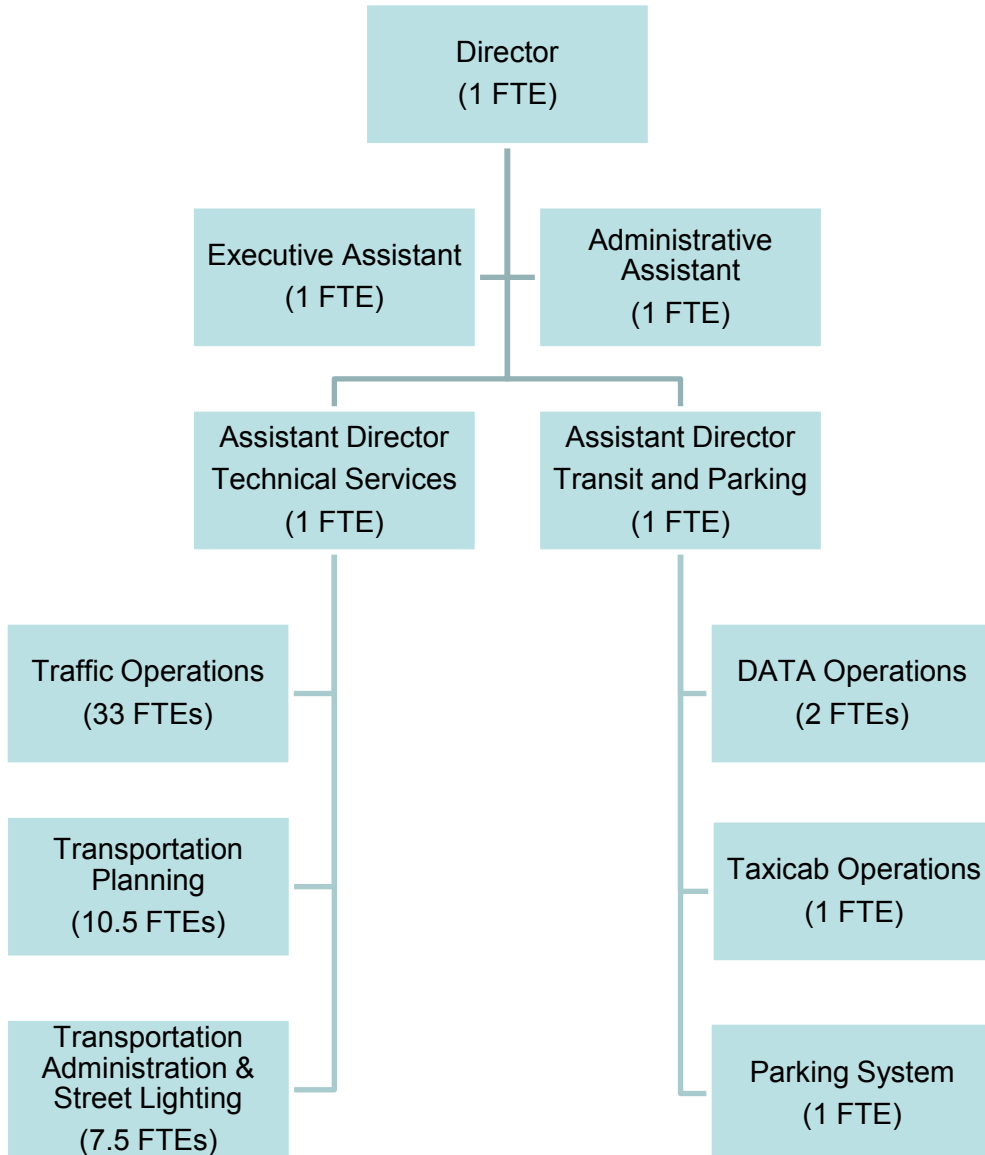 Director
(1 FTE)
Executive Assistant
(1 FTE)
Administrative
Assistant
(1 FTE)
Assistant Director
Technical Services
(1 FTE)
Assistant Director
Transit and Parking
(1 FTE)
Traffic Operations
(33 FTEs)
DATA Operations
(2 FTEs)
Transportation
Planning
(10.5 FTEs)
Taxicab Operations
(1 FTE)
Transportation
Administration &
Street Lighting
(7.5 FTEs)
Parking System
(1 FTE)